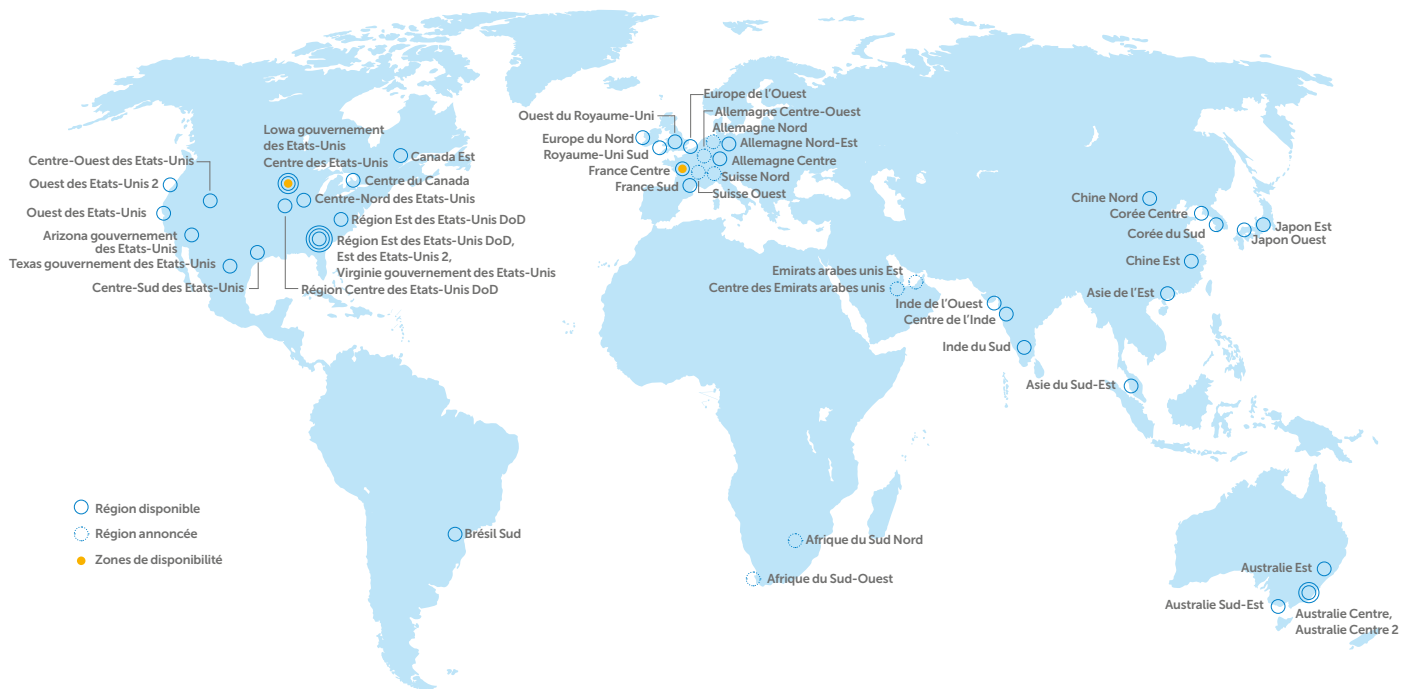 Lowa gouvernement
des Etats-Unis
Centre des Etats-Unis
Centre-Ouest des Etats-Unis
Ouest des Etats-Unis 2
Ouest des Etats-Unis
Arizona gouvernement
des Etats-Unis
Texas gouvernement des Etats-Unis
Centre-Sud des Etats-Unis
Canada Est
Centre du Canada
Centre-Nord des Etats-Unis
Région Est des Etats-Unis DoD
Région Est des Etats-Unis DoD,
Est des Etats-Unis 2,
Virginie gouvernement des Etats-Unis
Région Centre des Etats-Unis DoD
Brésil Sud
Europe de l’Ouest
Ouest du Royaume-Uni
Allemagne Centre-Ouest
Allemagne Nord
Europe du Nord
Allemagne Nord-Est
Royaume-Uni Sud
Allemagne Centre
France Centre
Suisse Nord
France Sud
Suisse Ouest
Emirats arabes unis Est
Centre des Emirats arabes unis
Inde de l’Ouest
Centre de l’Inde
Inde du Sud
Chine Nord
Corée Centre
Corée du Sud
Japon Est
Japon Ouest
Chine Est
Asie de l’Est
Asie du Sud-Est
Afrique du Sud Nord
Afrique du Sud-Ouest
Australie Est
Australie Sud-Est
Australie Centre,
Australie Centre 2
Région disponible
Région annoncée
Zones de disponibilité